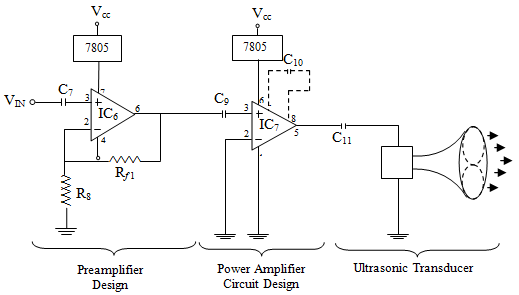 Vcc
Vcc
7805
7805
C10
C7
7
C9
6
VIN
3
+
6
3
+
8
IC6
IC7
2
−
4
2
−
5
C11
Rf1
R8
Preamplifier
Design
Power Amplifier
Circuit Design
Ultrasonic Transducer